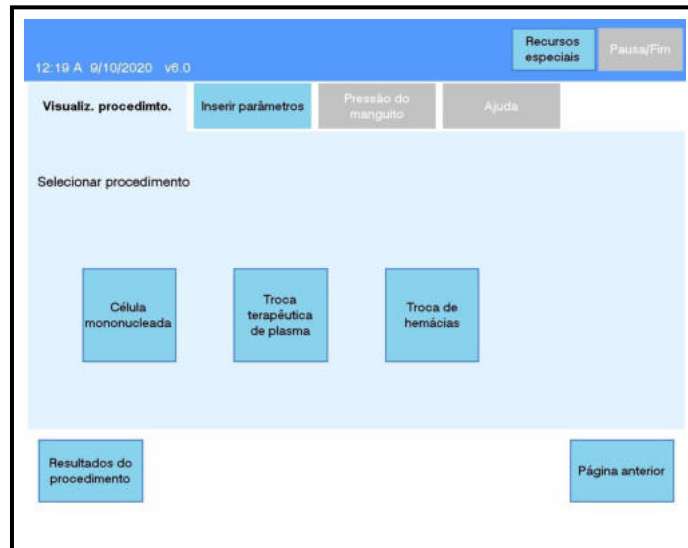 Recursos
especiais
Pausa/Fim
12:19 A 9/10/2020 v6.0
Visualiz. procedimto.
Inserir parâmetros
Pressão do
manguito
Ajuda
Selecionar procedimento
Célula
mononucleada
Troca
terapêutica
de plasma
Troca de
hemácias
Resultados do
procedimento
Página anterior